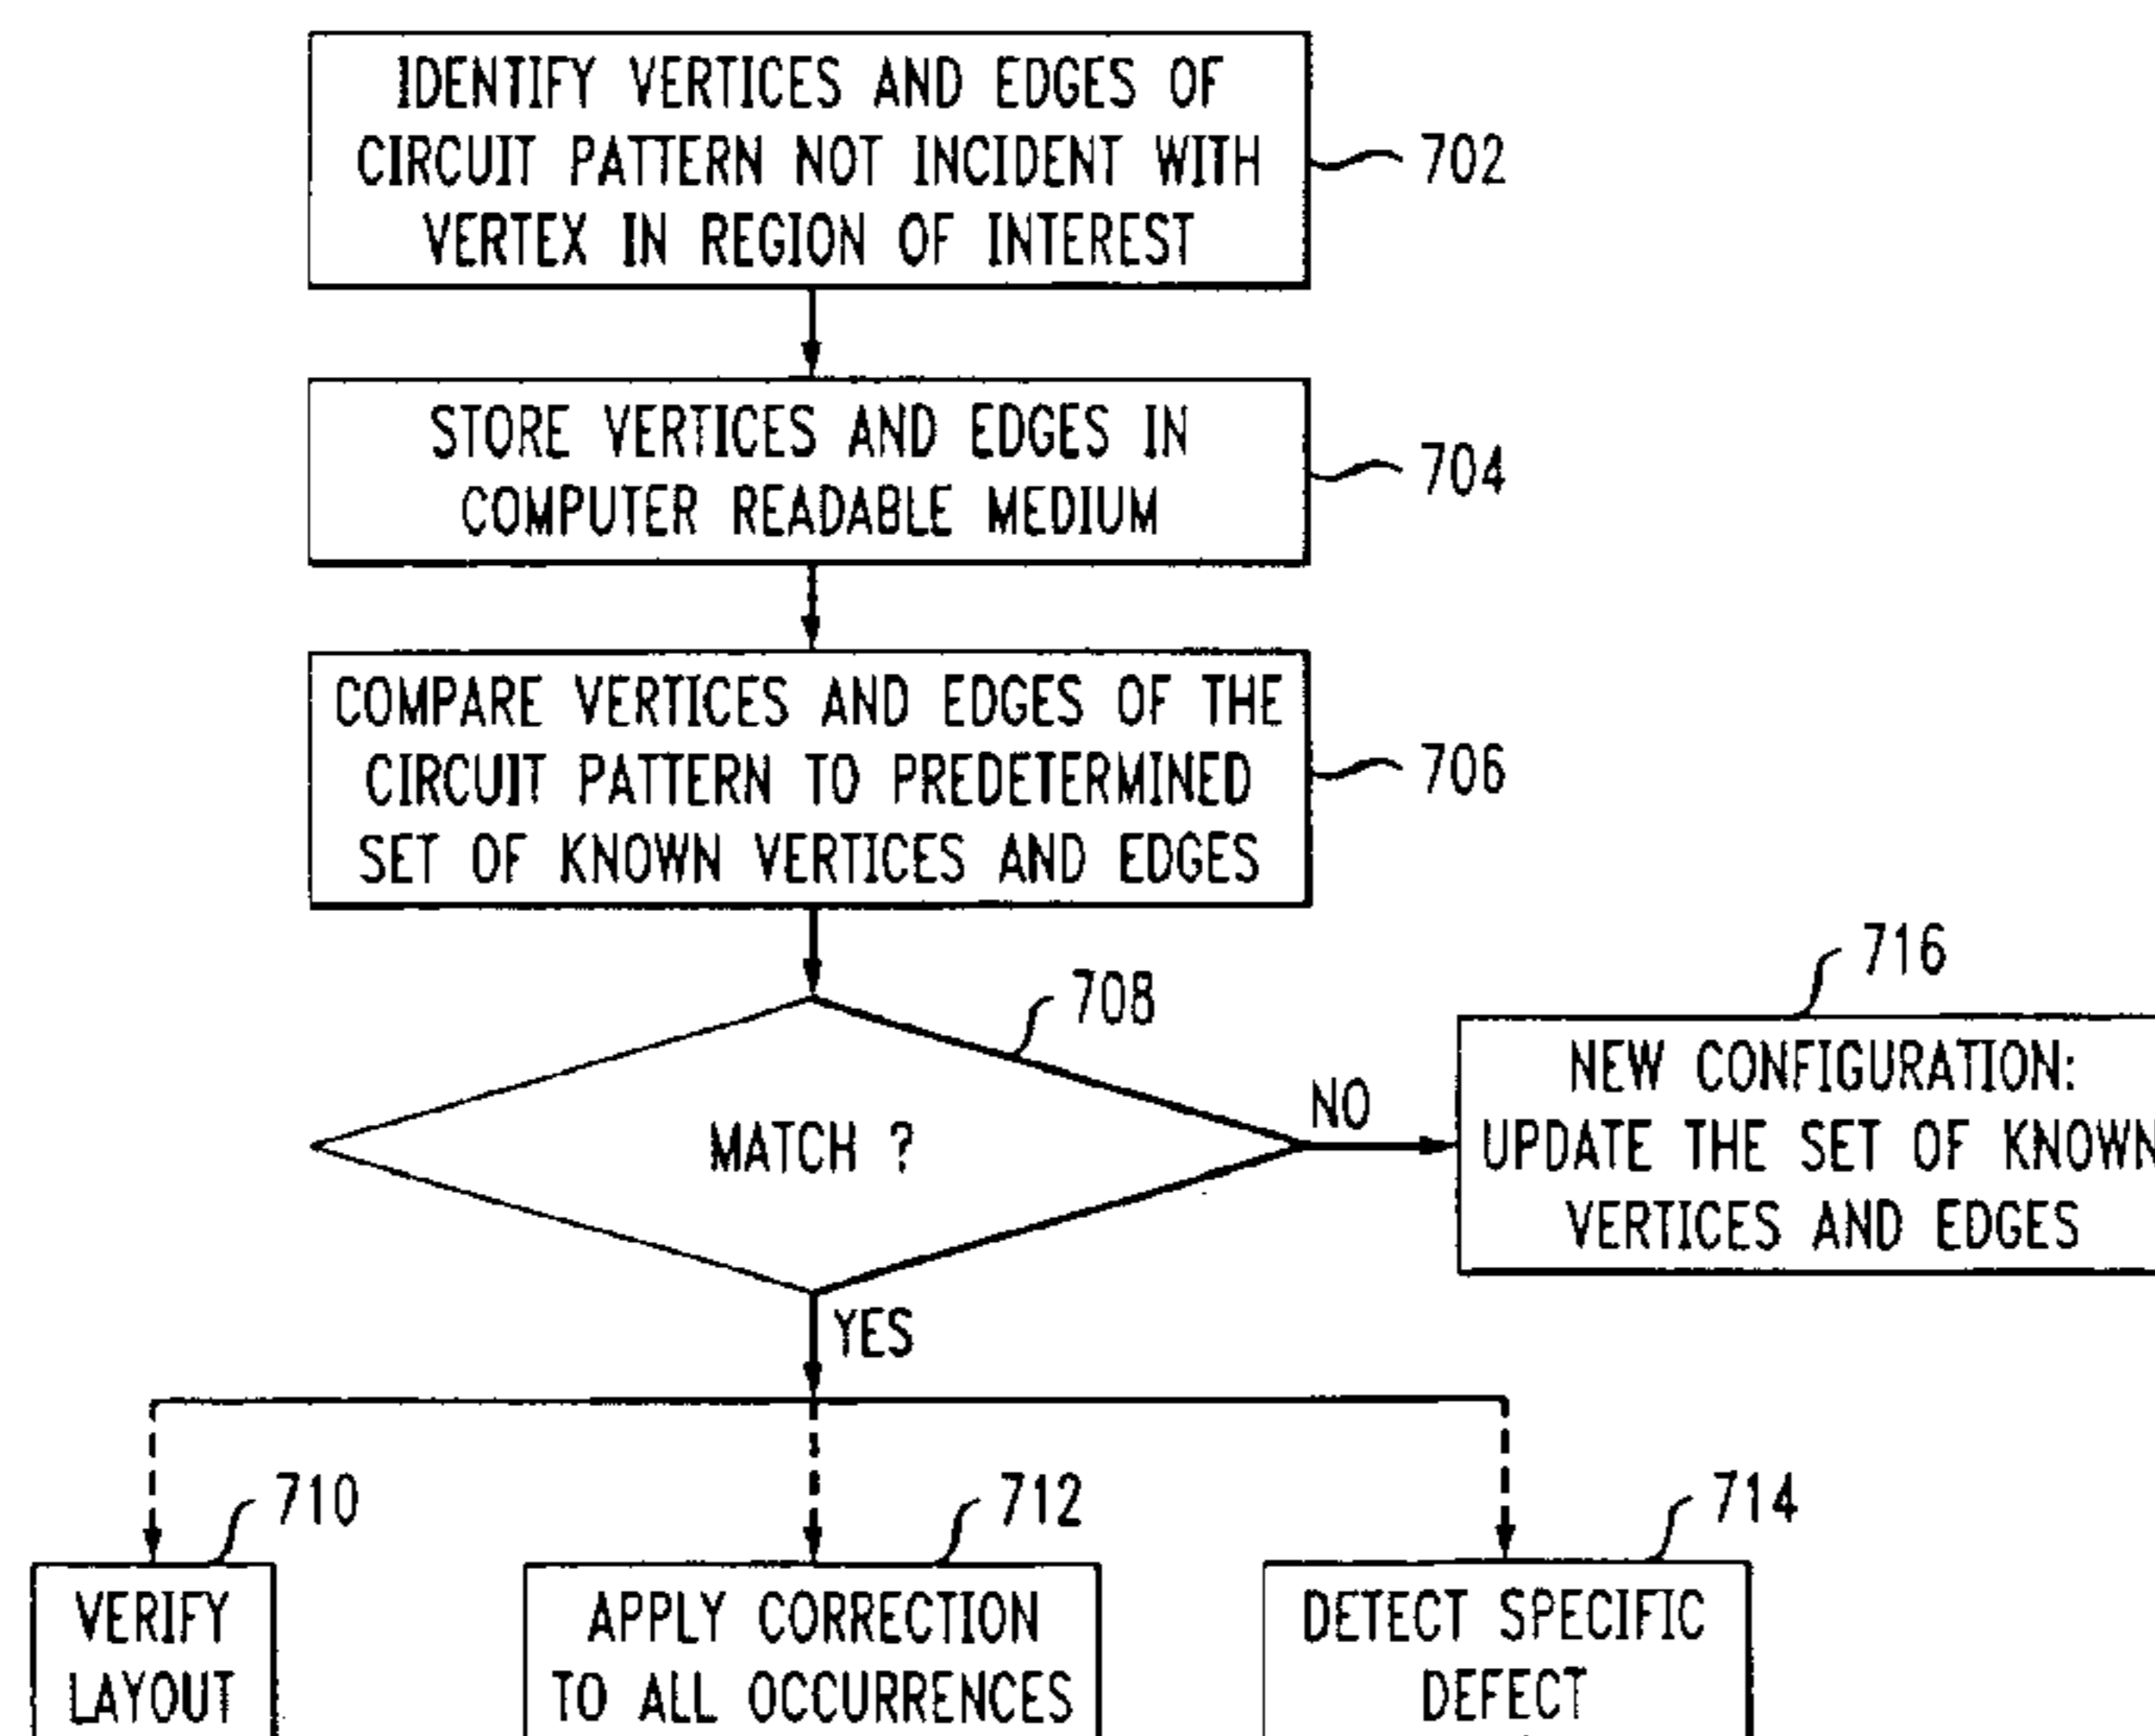 IDENTIFY VERTICES AND EDGES OF
CIRCUIT PATTERN NOT INCIDENT WITH
VERTEX IN REGION OF INTEREST
702
STORE VERTICES AND EDGES IN
COMPUTER READABLE MEDIUM
704
COMPARE VERTICES AND EDGES OF THE
CIRCUIT PATTERN TO PREDETERMINED
SET OF KNOWN VERTICES AND EDGES
706
708
MATCH ?
NO
716
NEW CONFIGURATION:
UPDATE THE SET OF KNOWN
VERTICES AND EDGES
YES
710
VERIFY
LAYOUT
712
APPLY CORRECTION
TO ALL OCCURRENCES
714
DETECT SPECIFIC
DEFECT